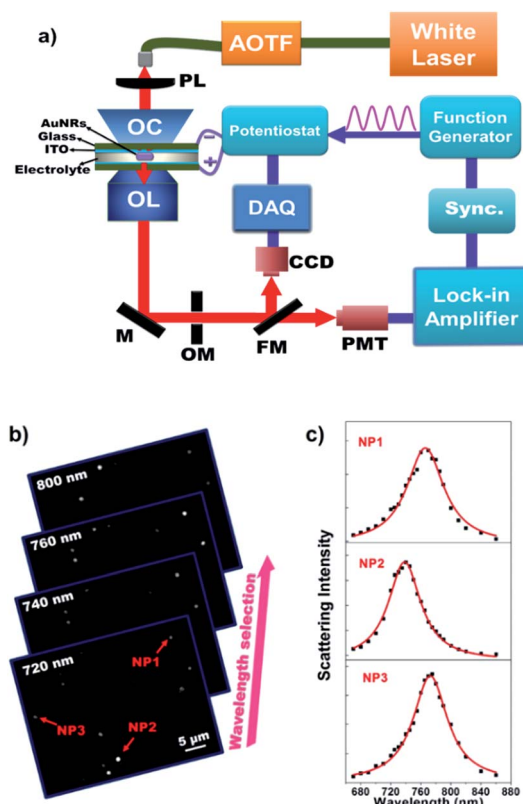 a)
AOTF
White
Laser
PL
AuNRs
Glass
ITO
Electrolyte
OC
OL
−
+
Potentiostat
Function
Generator
DAQ
Sync.
CCD
Lock-in
Amplifier
M
OM
FM
PMT
b)
800 nm
760 nm
740 nm
720 nm
NP1
NP3
NP2
5 µm
Wavelength selection
c)
NP1
NP2
NP3
Scattering Intensity
680 720 760 800 840 880
Wavelength (nm)